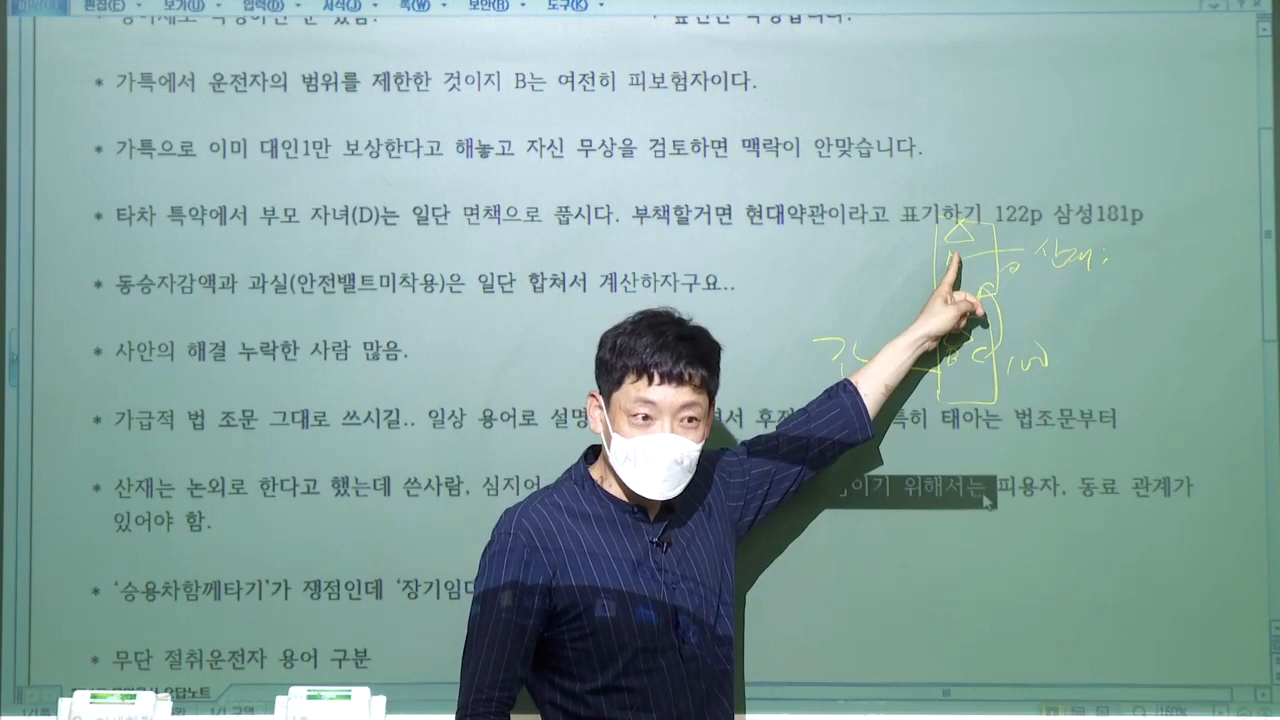 편집(E) 보기(U) 입력(D) 서식(J) 쪽(W) 보안(B) 도구(K)
* 가특에서 운전자의 범위를 제한한 것이지 B는 여전히 피보험자이다.
* 가특으로 이미 대인1만 보상한다고 해놓고 자신 무상을 검토하면 맥락이 안맞습니다.
* 타차 특약에서 부모 자녀(D)는 일단 면책으로 풉시다. 부책할거면 현대약관이라고 표기하기 122p 삼성181p
산재:
* 동승자감액과 과실(안전밸트미착용)은 일단 합쳐서 계산하자구요..
* 사안의 해결 누락한 사람 많음.
* 가급적 법 조문 그대로 쓰시길.. 일상 용어로 태아는 법조문부터
* 산재는 논외로 한다고 했는데 쓴사람, 심지어 위해서는 피용자, 동료 관계가
있어야 함.
* '승용차함께타기'가 쟁점인데
* 무단 절취운전자 용어 구분